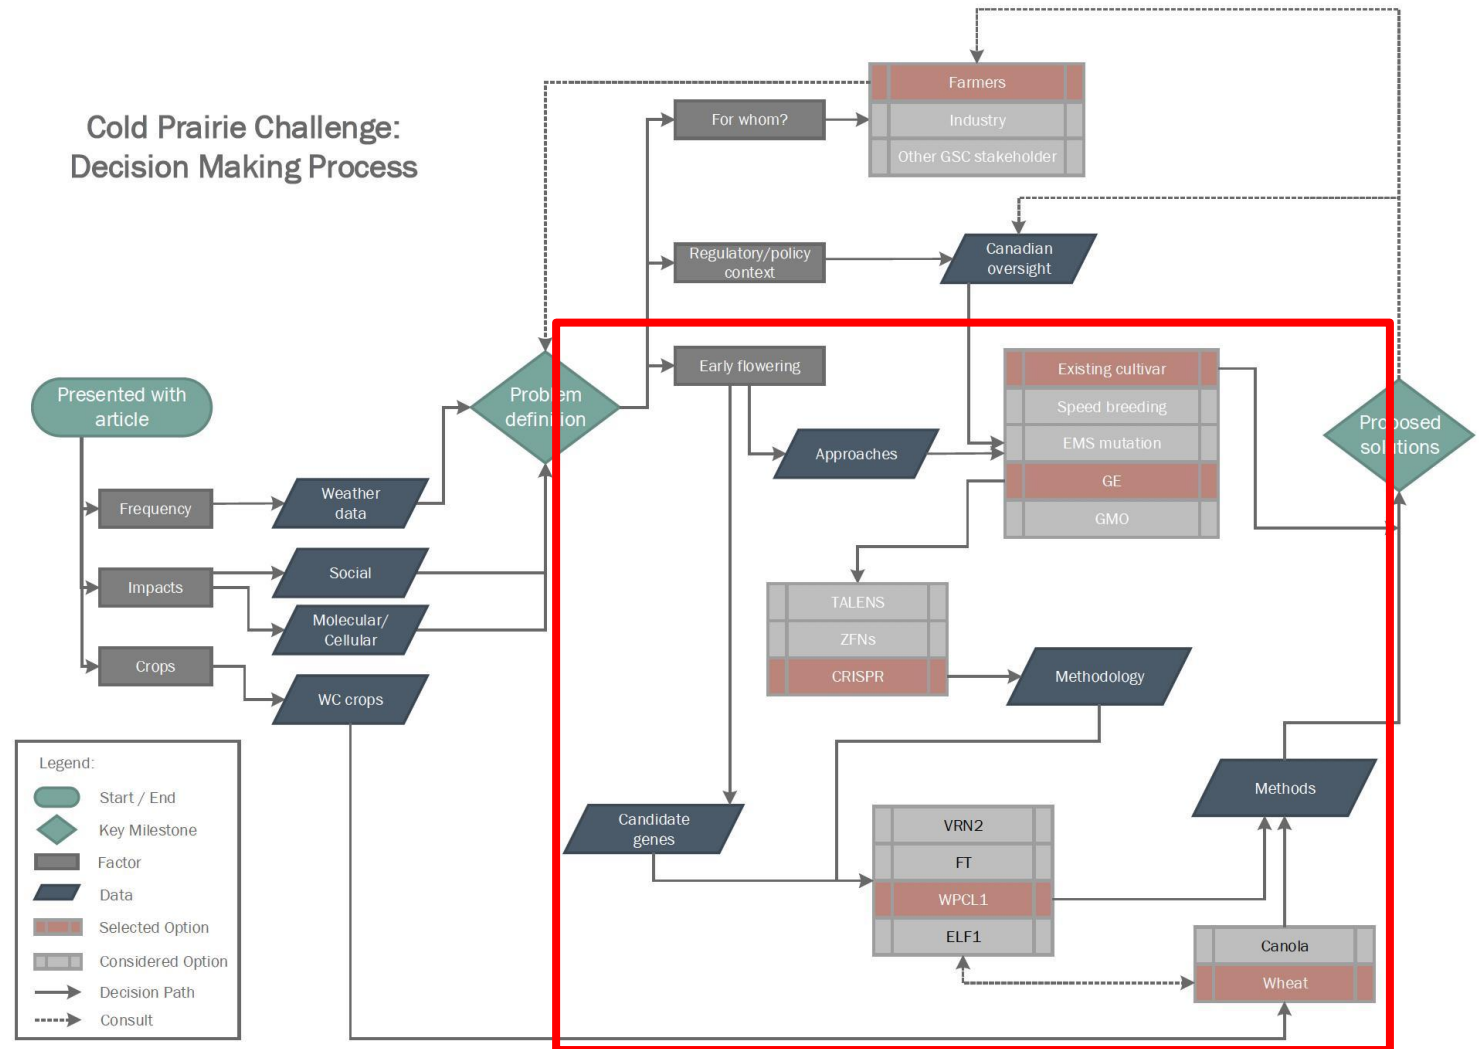 Cold Prairie Challenge:
Decision Making Process
Farmers
Industry
Other GSC stakeholder
For whom?
Regulatory/policy
context
Canadian
oversight
Early flowering
Presented with
article
Problem
definition
Existing cultivar
Speed breeding
EMS mutation
GE
GMO
Proposed
solutions
Approaches
Frequency
Weather
data
Impacts
Social
Molecular/
Cellular
Crops
WC crops
TALENS
ZFNs
CRISPR
Methodology
Candidate
genes
VRN2
FT
WPCL1
ELF1
Methods
Canola
Wheat
Legend:
Start / End
Key Milestone
Factor
Data
Selected Option
Considered Option
Decision Path
Consult